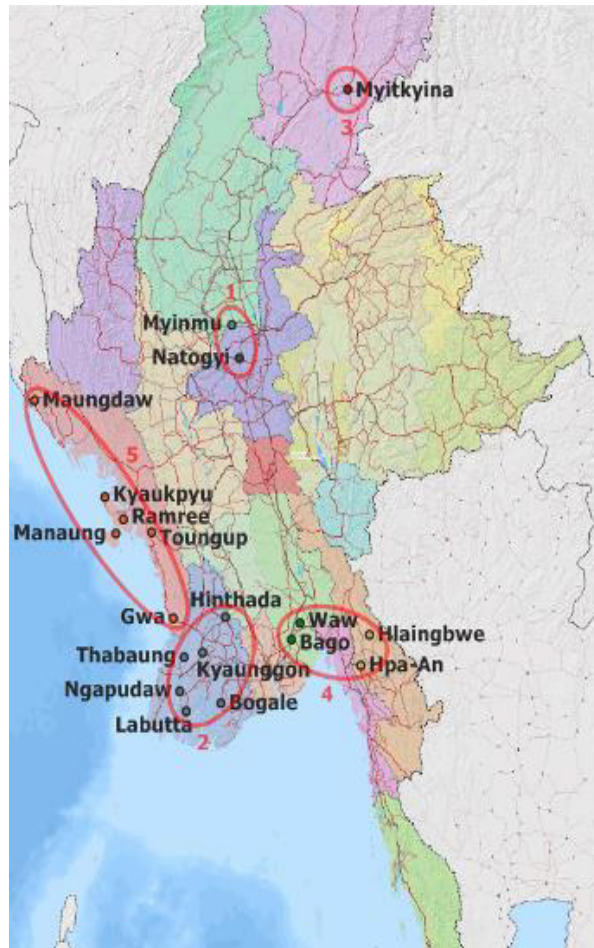 Myitkyina
3
1
Myinmu
Natogyi
Maungdaw
5
Kyaukpyu
Ramree
Manaung
Toungup
Gwa
Hinthada
Waw
Hlaingbwe
Bago
Thabaung
Kyaunggon
Hpa-An
4
Ngapudaw
Bogale
Labutta
2